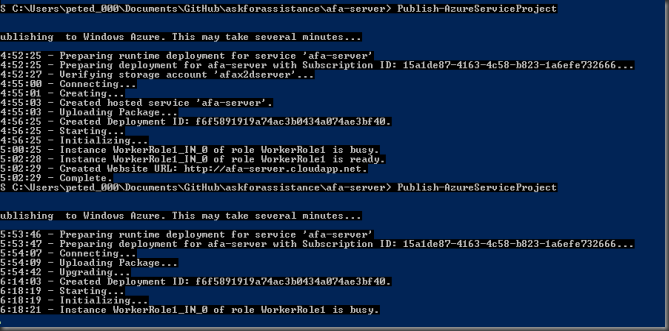 S C:\Users\peted_000\Documents\GitHub\askforassistance\afa-server> Publish-AzureServiceProject
ublishing  to Windows Azure. This may take several minutes...
4:52:25 - Preparing runtime deployment for service 'afa-server'
4:52:25 - Preparing deployment for afa-server with Subscription ID: 15a1de87-4163-4c58-b823-1a6efe732666...
4:52:27 - Verifying storage account 'afax2dserver'...
4:55:00 - Connecting...
4:55:01 - Creating...
4:55:03 - Created hosted service 'afa-server'.
4:55:03 - Uploading Package...
4:56:25 - Created Deployment ID: f6f5891919a74ac3b0434a074ae3bf40.
4:56:25 - Starting...
4:56:25 - Initializing...
5:00:25 - Instance WorkerRole1_IN_0 of role WorkerRole1 is busy.
5:02:28 - Instance WorkerRole1_IN_0 of role WorkerRole1 is ready.
5:02:29 - Created Website URL: http://afa-server.cloudapp.net.
5:02:29 - Complete.
S C:\Users\peted_000\Documents\GitHub\askforassistance\afa-server> Publish-AzureServiceProject
ublishing  to Windows Azure. This may take several minutes...
5:53:46 - Preparing runtime deployment for service 'afa-server'
5:53:47 - Preparing deployment for afa-server with Subscription ID: 15a1de87-4163-4c58-b823-1a6efe732666...
5:54:07 - Connecting...
5:54:09 - Uploading Package...
5:54:42 - Upgrading...
6:14:03 - Created Deployment ID: f6f5891919a74ac3b0434a074ae3bf40.
6:18:19 - Starting...
6:18:19 - Initializing...
6:18:21 - Instance WorkerRole1_IN_0 of role WorkerRole1 is busy.